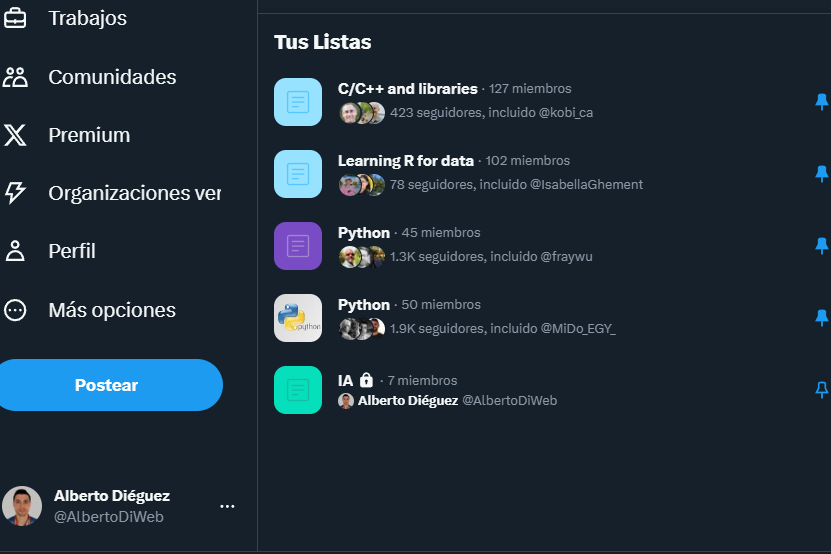 Trabajos
Comunidades
Premium
Organizaciones ver
Perfil
Más opciones
Postear
Alberto Diéguez
@AlbertoDiWeb
Tus Listas
C/C++ and libraries · 127 miembros
423 seguidores, incluido @kobi_ca
Learning R for data · 102 miembros
78 seguidores, incluido @IsabellaGhement
Python · 45 miembros
1.3K seguidores, incluido @fraywu
Python · 50 miembros
python
1.9K seguidores, incluido @MiDo_EGY_
IA · 7 miembros
Alberto Diéguez @AlbertoDiWeb